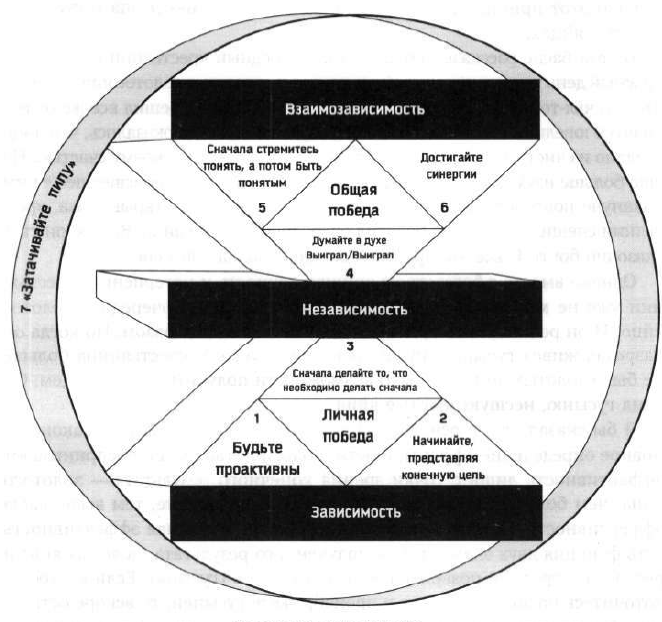 Взаимозависимость
Сначала стремитесь
понять, а потом быть
понятым
5
Общая
победа
Достигайте
синергии
6
Думайте в духе
Выиграл/Выиграл
4
7 «Затачивайте пилу»
Независимость
3
Сначала делайте то, что
необходимо делать сначала
1
Личная
победа
2
Будьте
проактивны
Начинайте,
представляя
конечную цель
Зависимость